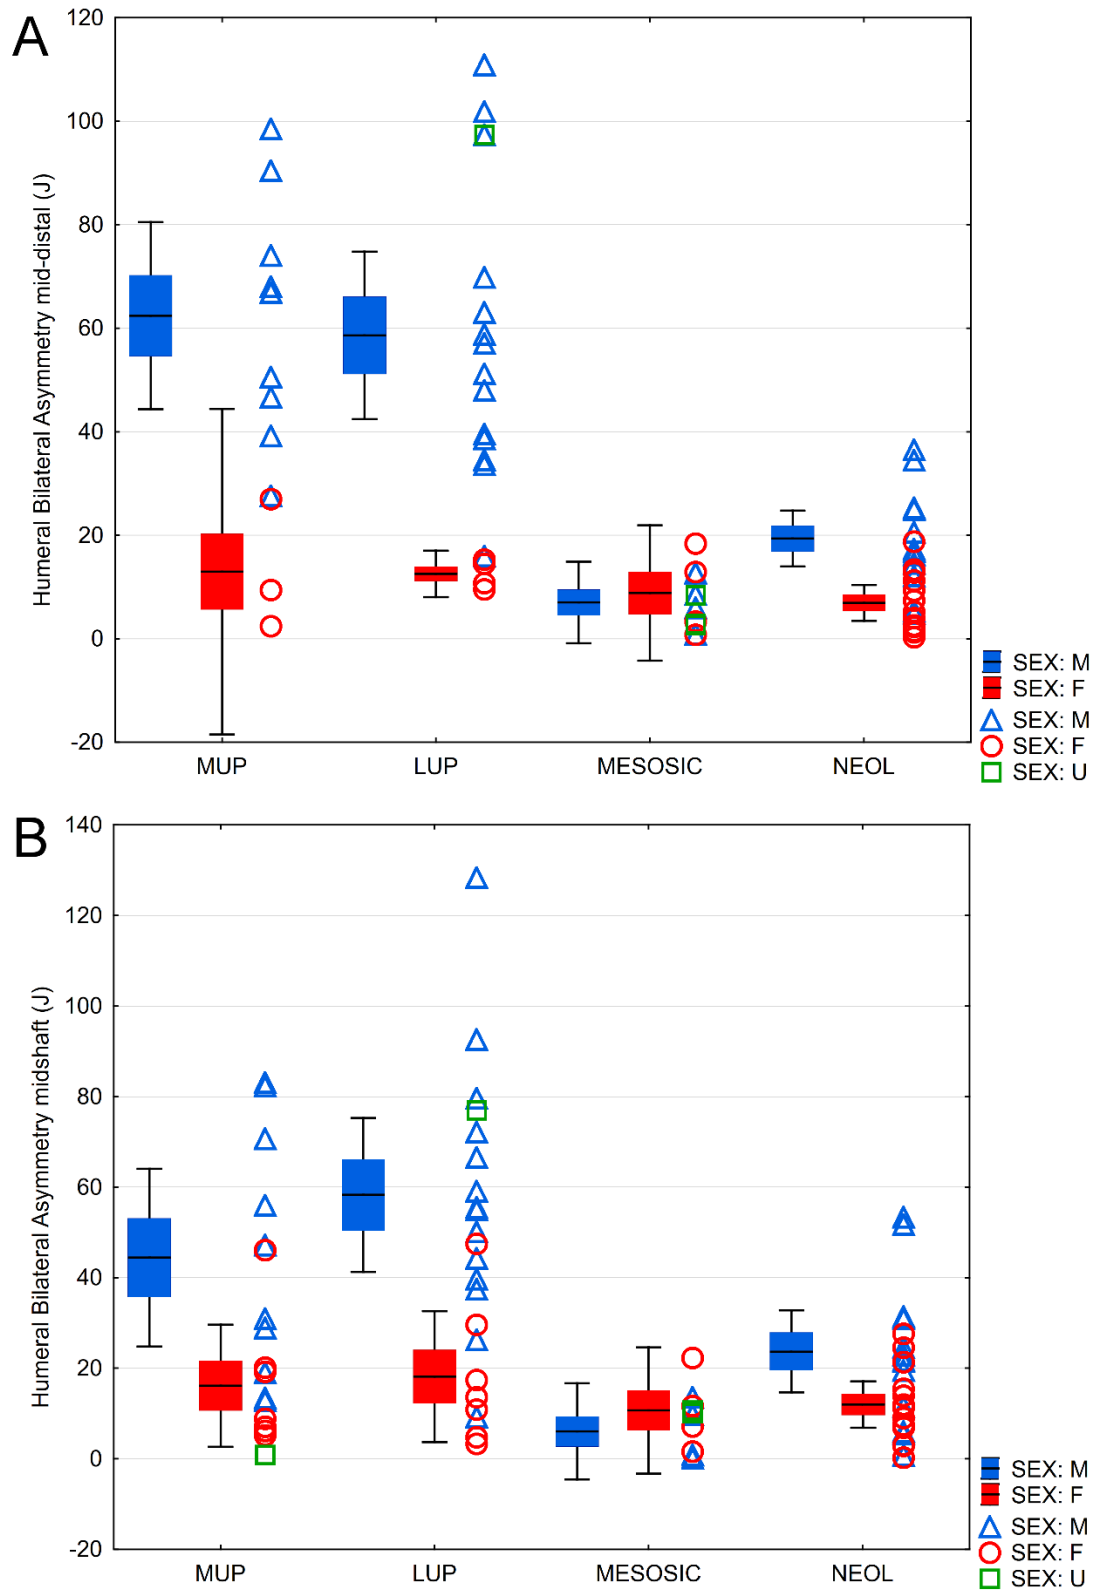 A
Humeral Bilateral Asymmetry mid-distal (J)
120
100
80
60
40
20
0
-20
MUP LUP MESOSIC NEOL
SEX: M
SEX: F
SEX: M
SEX: F
SEX: U
B
Humeral Bilateral Asymmetry midshaft (J)
140
120
100
80
60
40
20
0
-20
MUP LUP MESOSIC NEOL
SEX: M
SEX: F
SEX: M
SEX: F
SEX: U